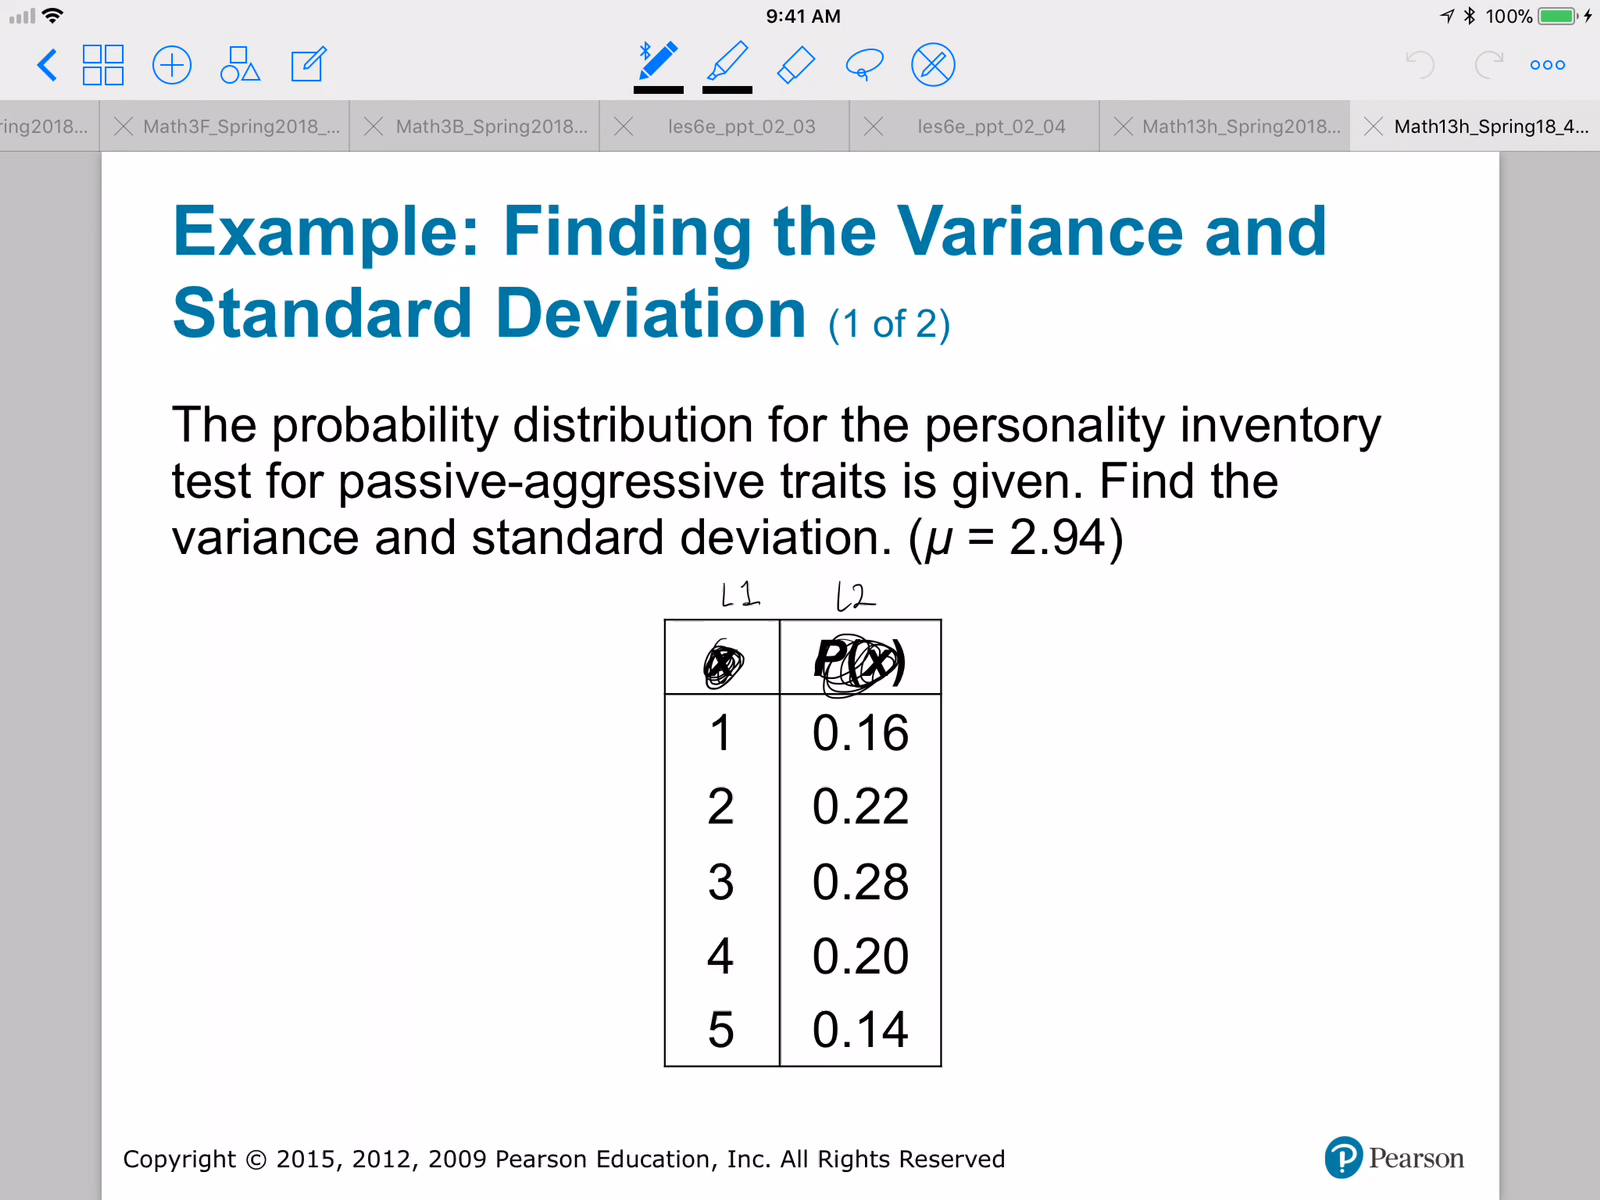 9:41 AM
100%
ring2018...
Math3F_Spring2018_...
Math3B_Spring2018...
les6e_ppt_02_03
les6e_ppt_02_04
Math13h_Spring2018...
Math13h_Spring18_4...
Example: Finding the Variance and
Standard Deviation (1 of 2)
The probability distribution for the personality inventory
test for passive-aggressive traits is given. Find the
variance and standard deviation. (μ = 2.94)
L1 L2
x P(x)
1 0.16
2 0.22
3 0.28
4 0.20
5 0.14
Copyright © 2015, 2012, 2009 Pearson Education, Inc. All Rights Reserved
Pearson